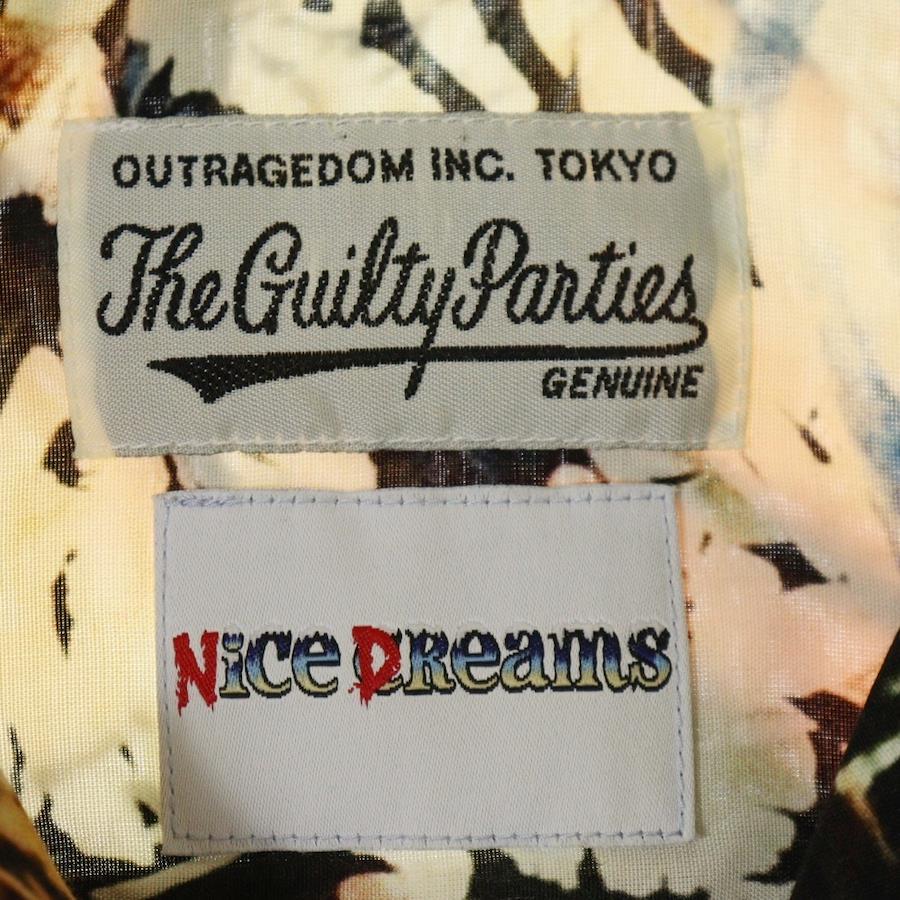 OUTRAGEDOM INC. TOKYO
The Guilty Parties
GENUINE
Nice Dreams